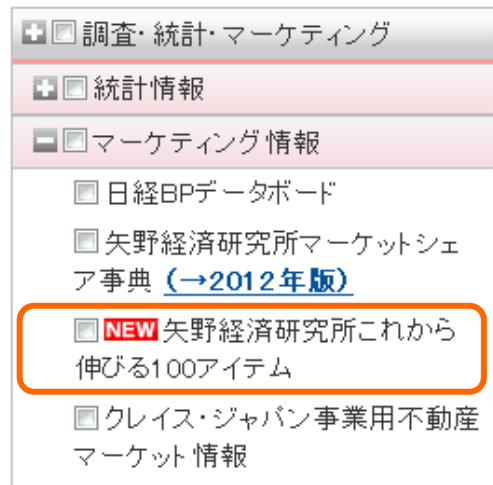 調査・統計・マーケティング
統計情報
マーケティング情報
日経BPデータボード
矢野経済研究所マーケットシェ
ア事典 (→2012年版)
NEW 矢野経済研究所これから
伸びる100アイテム
クレイス・ジャパン事業用不動産
マーケット情報